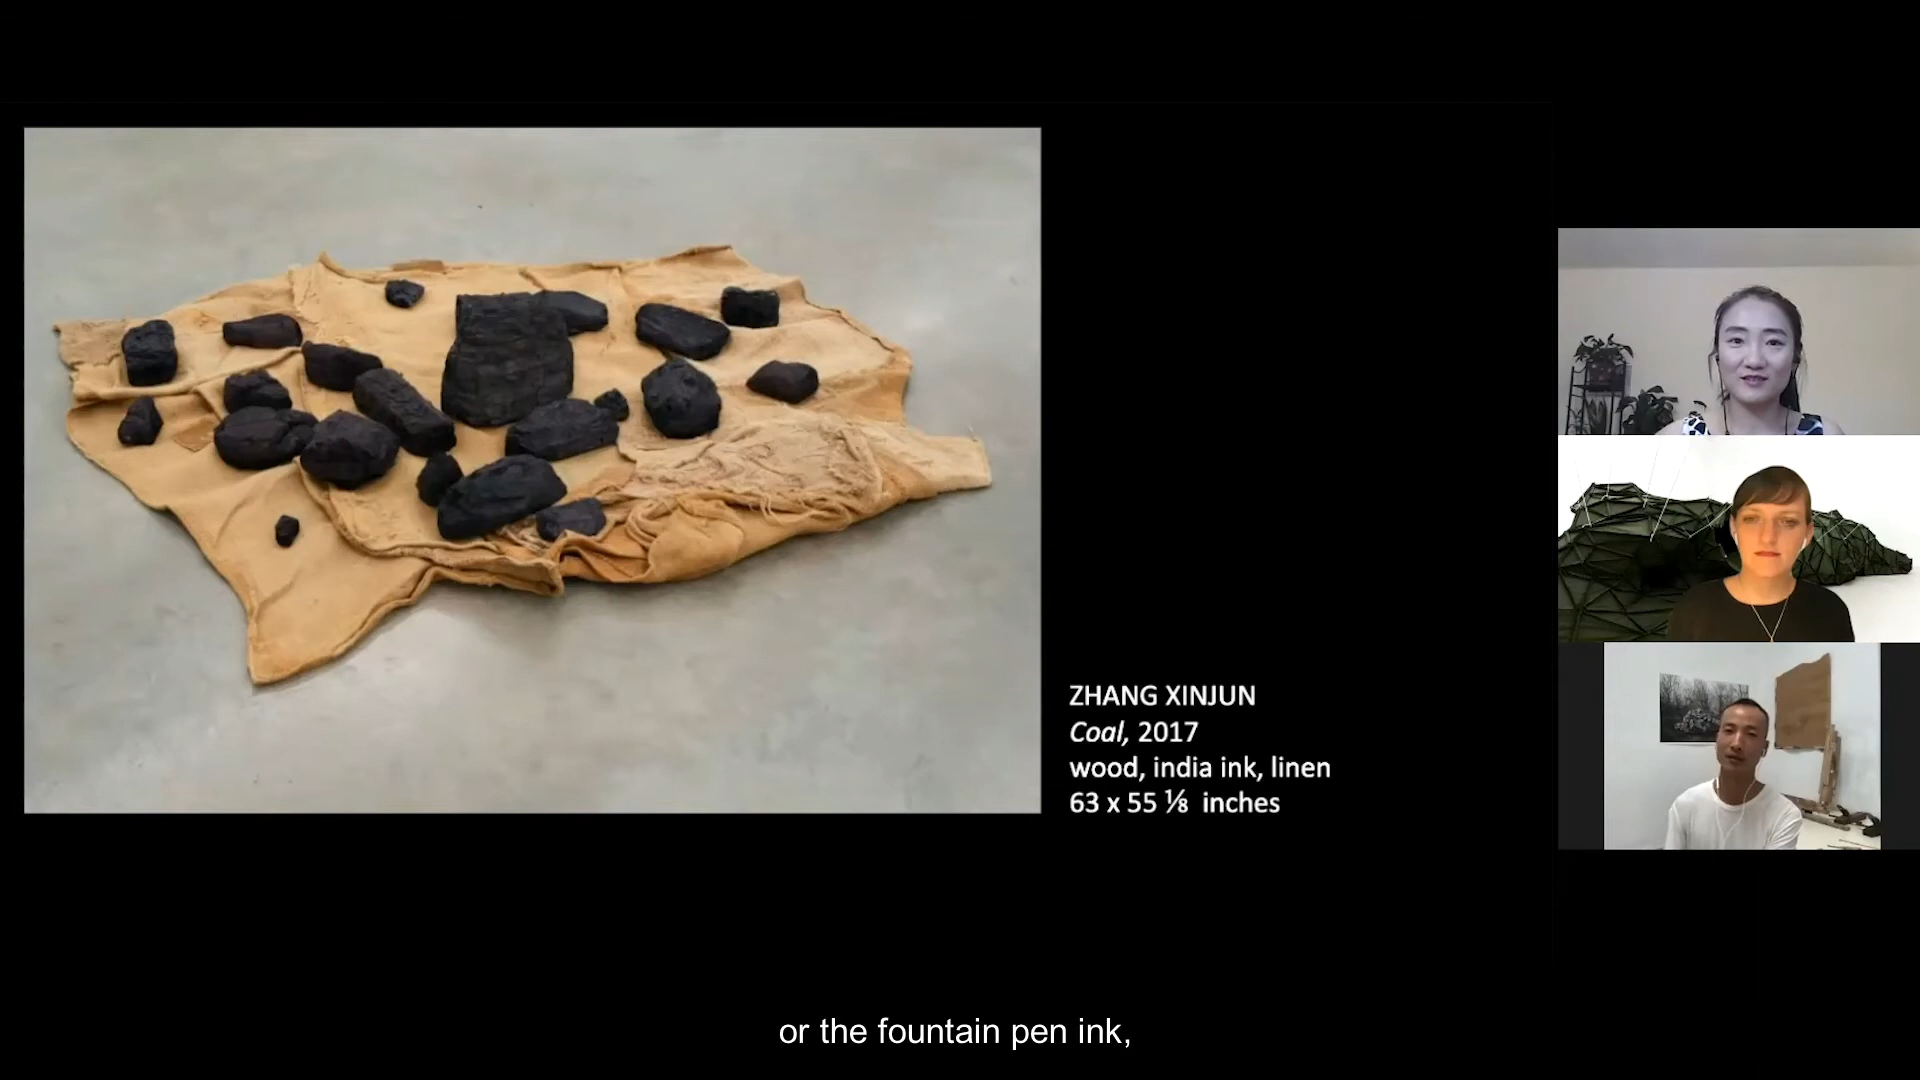 ZHANG XINJUN
Coal, 2017
wood, india ink, linen
63 x 55 ⅛ inches
or the fountain pen ink,